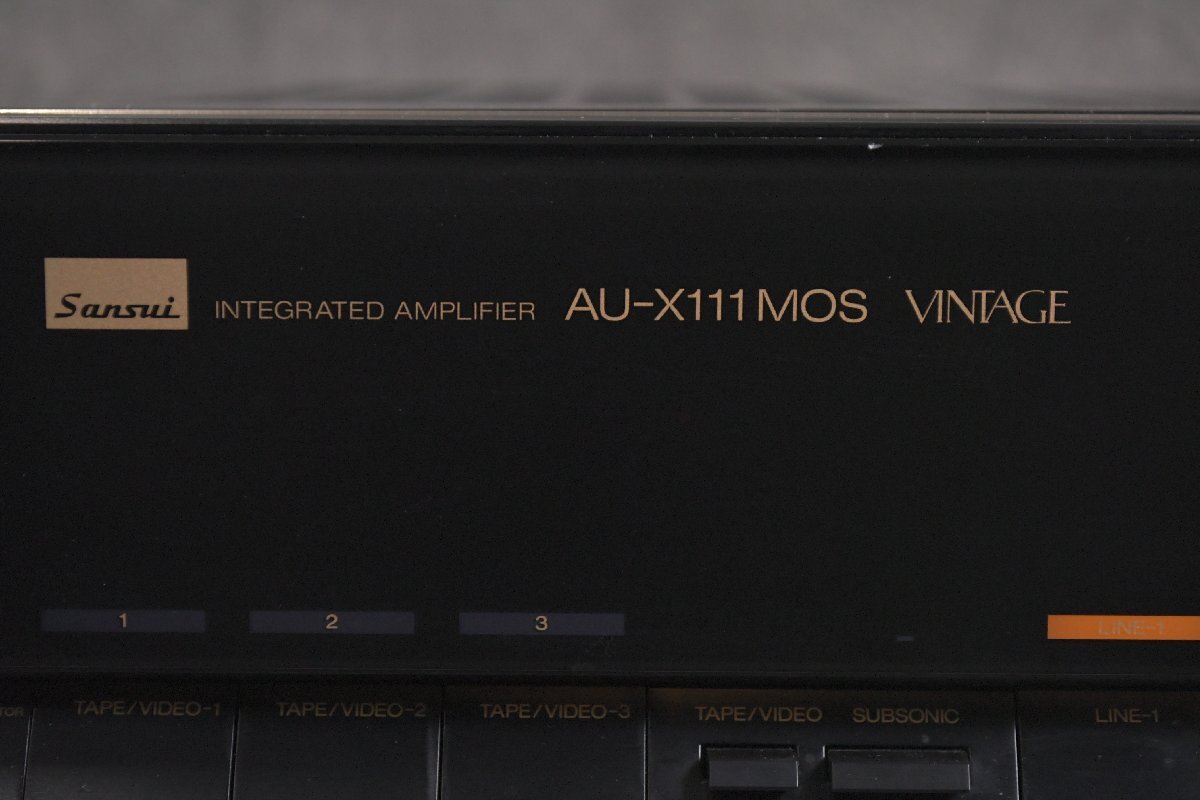 Sansui INTEGRATED AMPLIFIER AU-X111 MOS VINTAGE
1 2 3 LINE-1
TAPE/VIDEO-1 TAPE/VIDEO-2 TAPE/VIDEO-3 TAPE/VIDEO SUBSONIC LINE-1